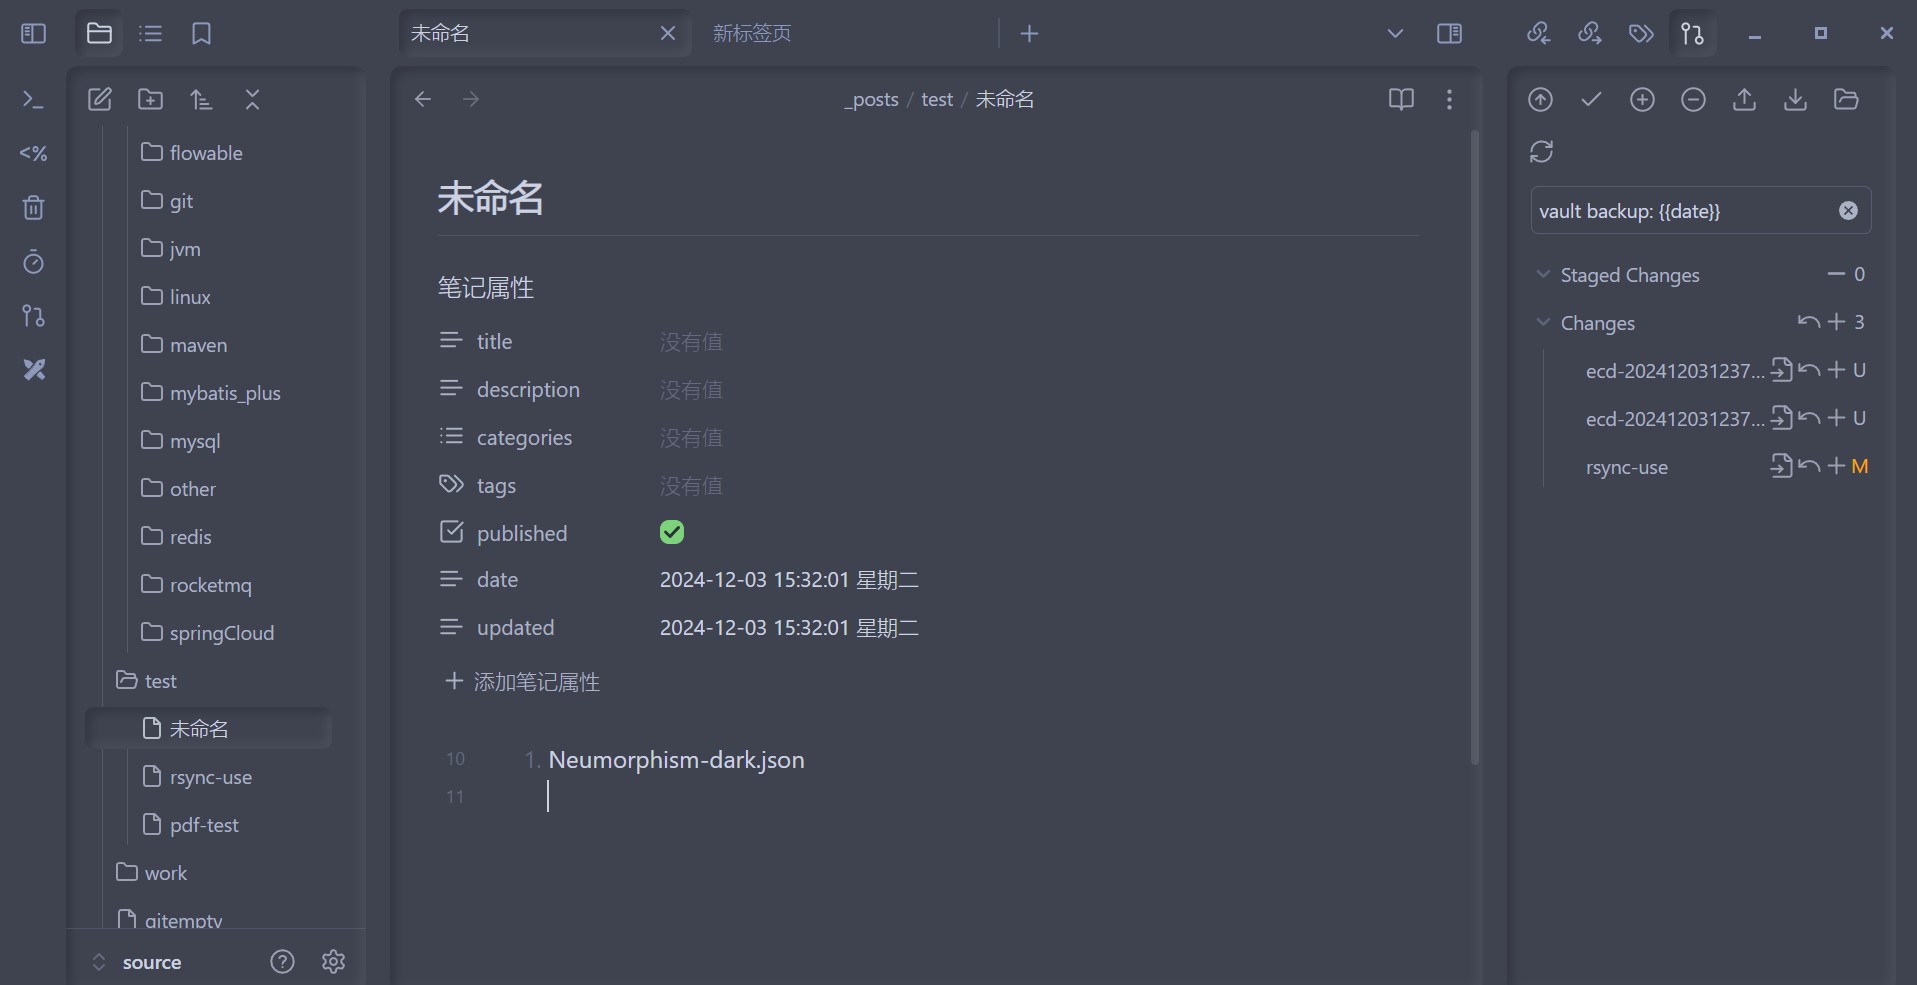 未命名
新标签页
_posts / test / 未命名
<%
flowable
git
jvm
linux
maven
mybatis_plus
mysql
other
redis
rocketmq
springCloud
test
未命名
rsync-use
pdf-test
work
gitempty
source
未命名
笔记属性
title 没有值
description 没有值
categories 没有值
tags 没有值
published
date 2024-12-03 15:32:01 星期二
updated 2024-12-03 15:32:01 星期二
添加笔记属性
10 1. Neumorphism-dark.json
11
vault backup: {{date}}
Staged Changes 0
Changes 3
ecd-202412031237... U
ecd-202412031237... U
rsync-use M